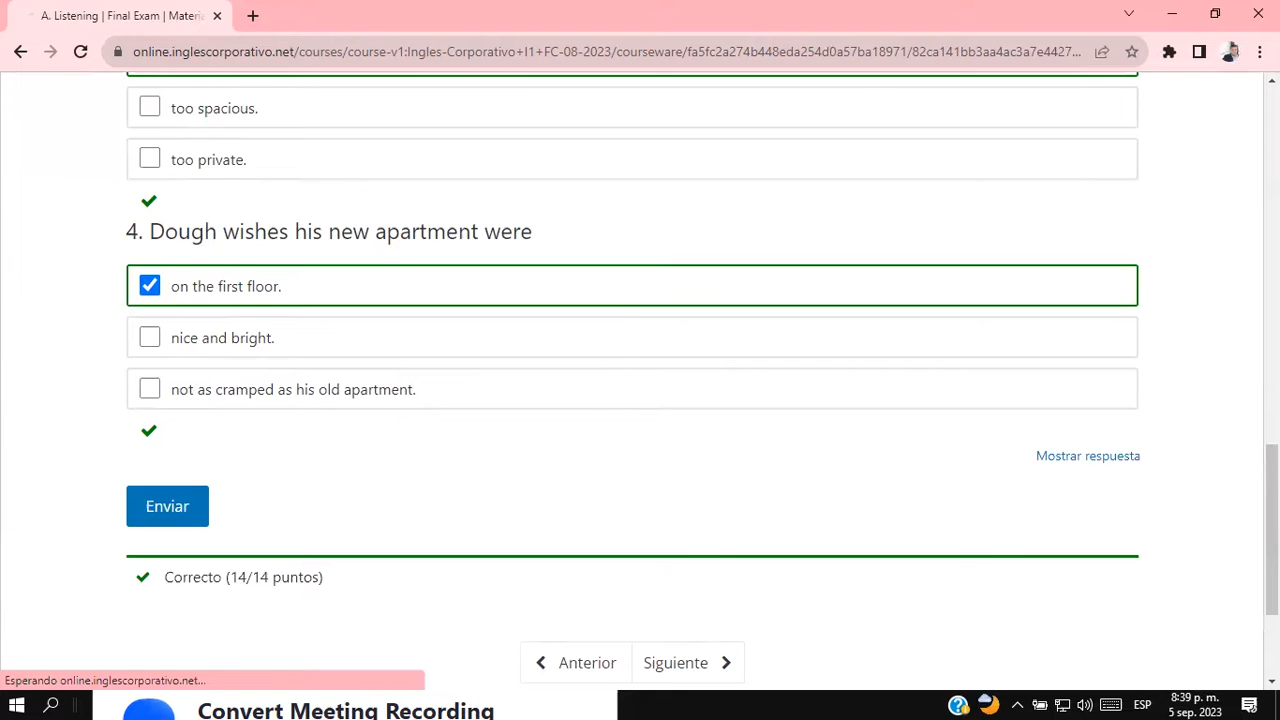 A. Listening | Final Exam | Materia
online.inglescorporativo.net/courses/course-v1:Ingles-Corporativo+I1+FC-08-2023/courseware/fa5fc2a274b448eda254d0a57ba18971/82ca141bb3aa4ac3a7e4427...
too spacious.
too private.
4. Dough wishes his new apartment were
on the first floor.
nice and bright.
not as cramped as his old apartment.
Mostrar respuesta
Enviar
Correcto (14/14 puntos)
Anterior
Siguiente
Esperando online.inglescorporativo.net...
Convert Meeting Recording
ESP
8:39 p. m.
5 sep. 2023